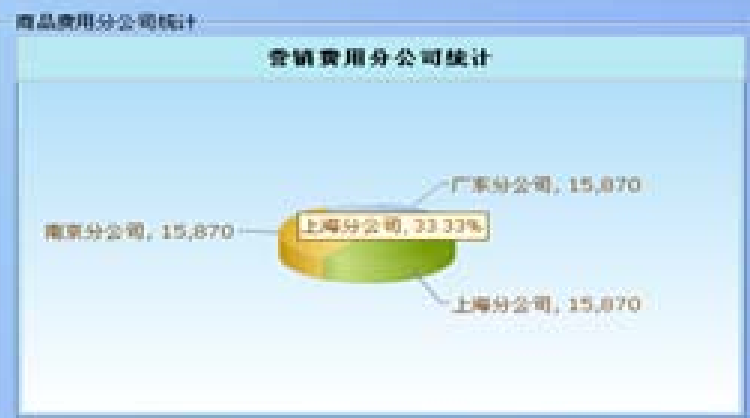 商品费用分公司统计
营销费用分公司统计
广东分公司, 15,870
南京分公司, 15,870
上海分公司, 33.33%
上海分公司, 15,870